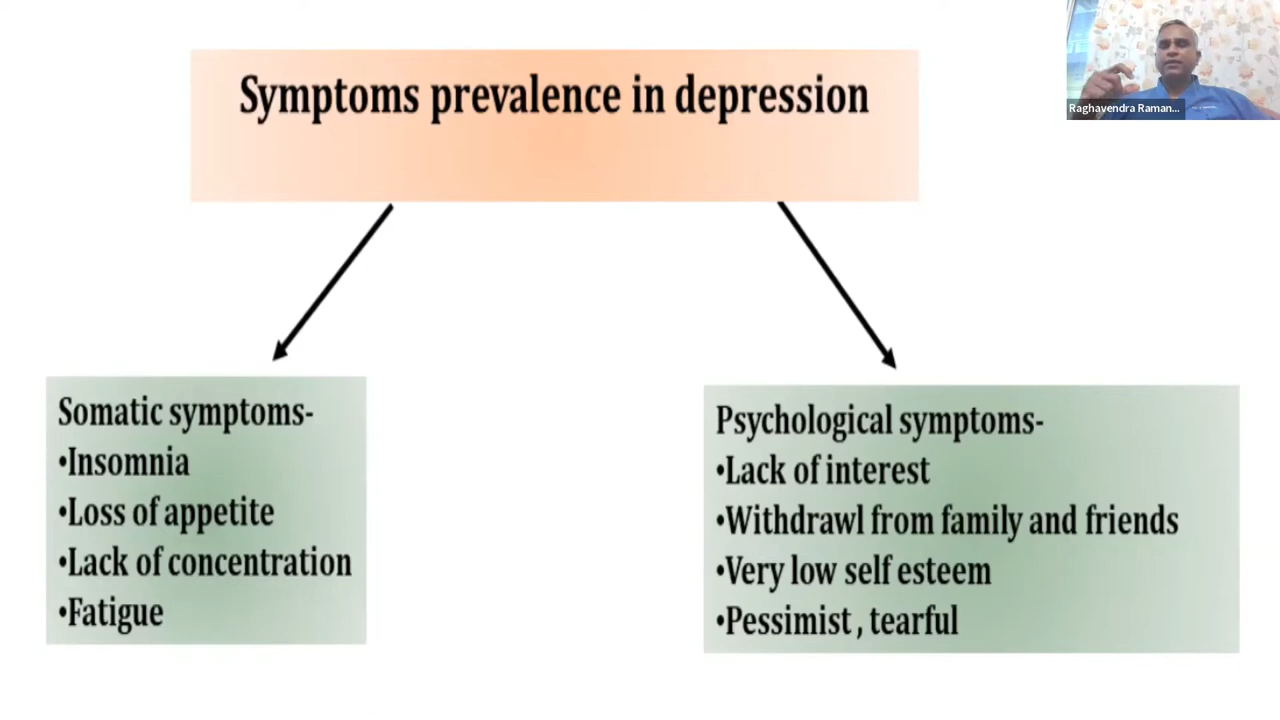 Symptoms prevalence in depression
Raghavendra Raman...
Somatic symptoms-
•Insomnia
•Loss of appetite
•Lack of concentration
•Fatigue
Psychological symptoms-
•Lack of interest
•Withdrawl from family and friends
•Very low self esteem
•Pessimist , tearful